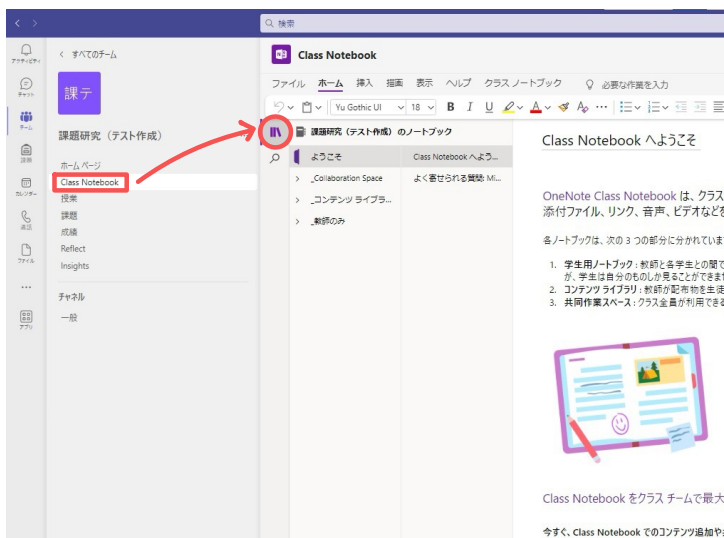 検索
アクティビティ
チャット
チーム
課題
カレンダー
通話
ファイル
アプリ
すべてのチーム
課テ
課題研究（テスト作成）
ホーム ページ
Class Notebook
授業
課題
成績
Reflect
Insights
チャネル
一般
Class Notebook
ファイル ホーム 挿入 描画 表示 ヘルプ クラス ノートブック 必要な作業を入力
Yu Gothic UI 18 B I U A
課題研究（テスト作成）のノートブック
ようこそ
_Collaboration Space
_コンテンツ ライブラ...
_教師のみ
Class Notebook へよう...
よく寄せられる質問: Mi...
Class Notebook へようこそ
OneNote Class Notebook は、クラス
添付ファイル、リンク、音声、ビデオなどを
各ノートブックは、次の 3 つの部分に分かれていま
1. 学生用ノートブック: 教師と各学生との間で
が、学生は自分のものしか見ることができま
2. コンテンツ ライブラリ: 教師が配布物を生徒
3. 共同作業スペース: クラス全員が利用できる
Class Notebook をクラス チームで最大
今すぐ、Class Notebook でのコンテンツ追加や